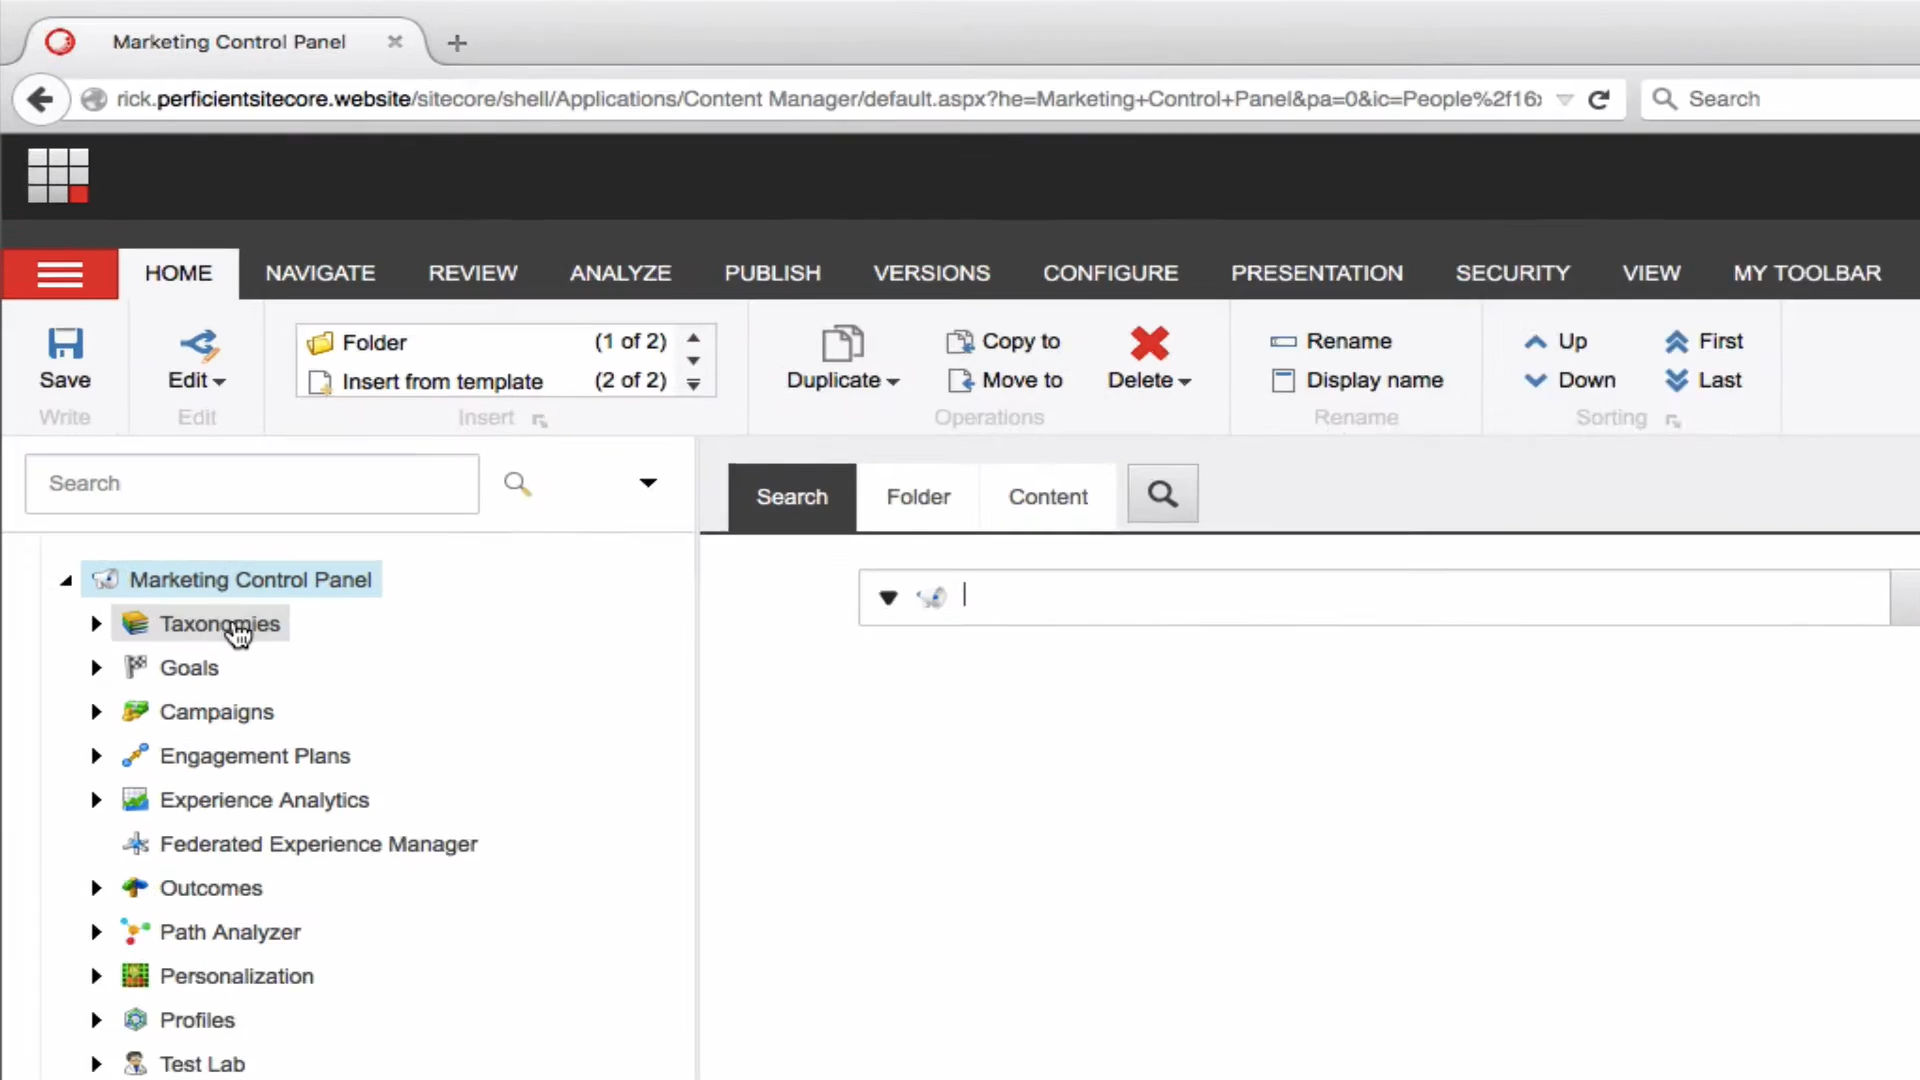 Marketing Control Panel
rick.perficientsitecore.website/sitecore/shell/Applications/Content Manager/default.aspx?he=Marketing+Control+Panel&pa=0&ic=People%2f16x
Search
HOME NAVIGATE REVIEW ANALYZE PUBLISH VERSIONS CONFIGURE PRESENTATION SECURITY VIEW MY TOOLBAR
Folder (1 of 2) Copy to Rename Up First
Save Edit Insert from template (2 of 2) Duplicate Move to Delete Display name Down Last
Write Edit Insert Operations Rename Sorting
Search
Search Folder Content
Marketing Control Panel
Taxonomies
Goals
Campaigns
Engagement Plans
Experience Analytics
Federated Experience Manager
Outcomes
Path Analyzer
Personalization
Profiles
Test Lab